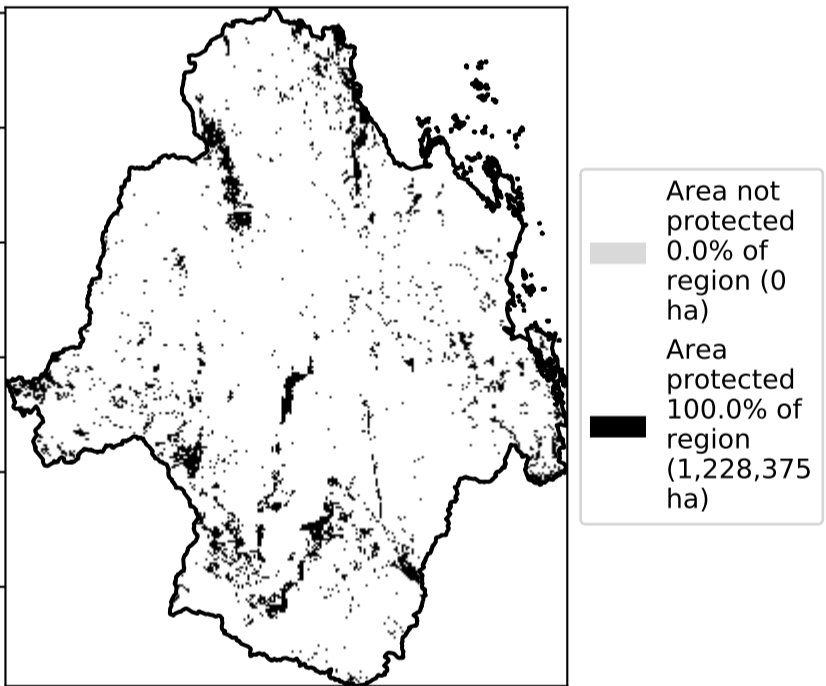 Area not
protected
0.0% of
region (0
ha)
Area
protected
100.0% of
region
(1,228,375
ha)